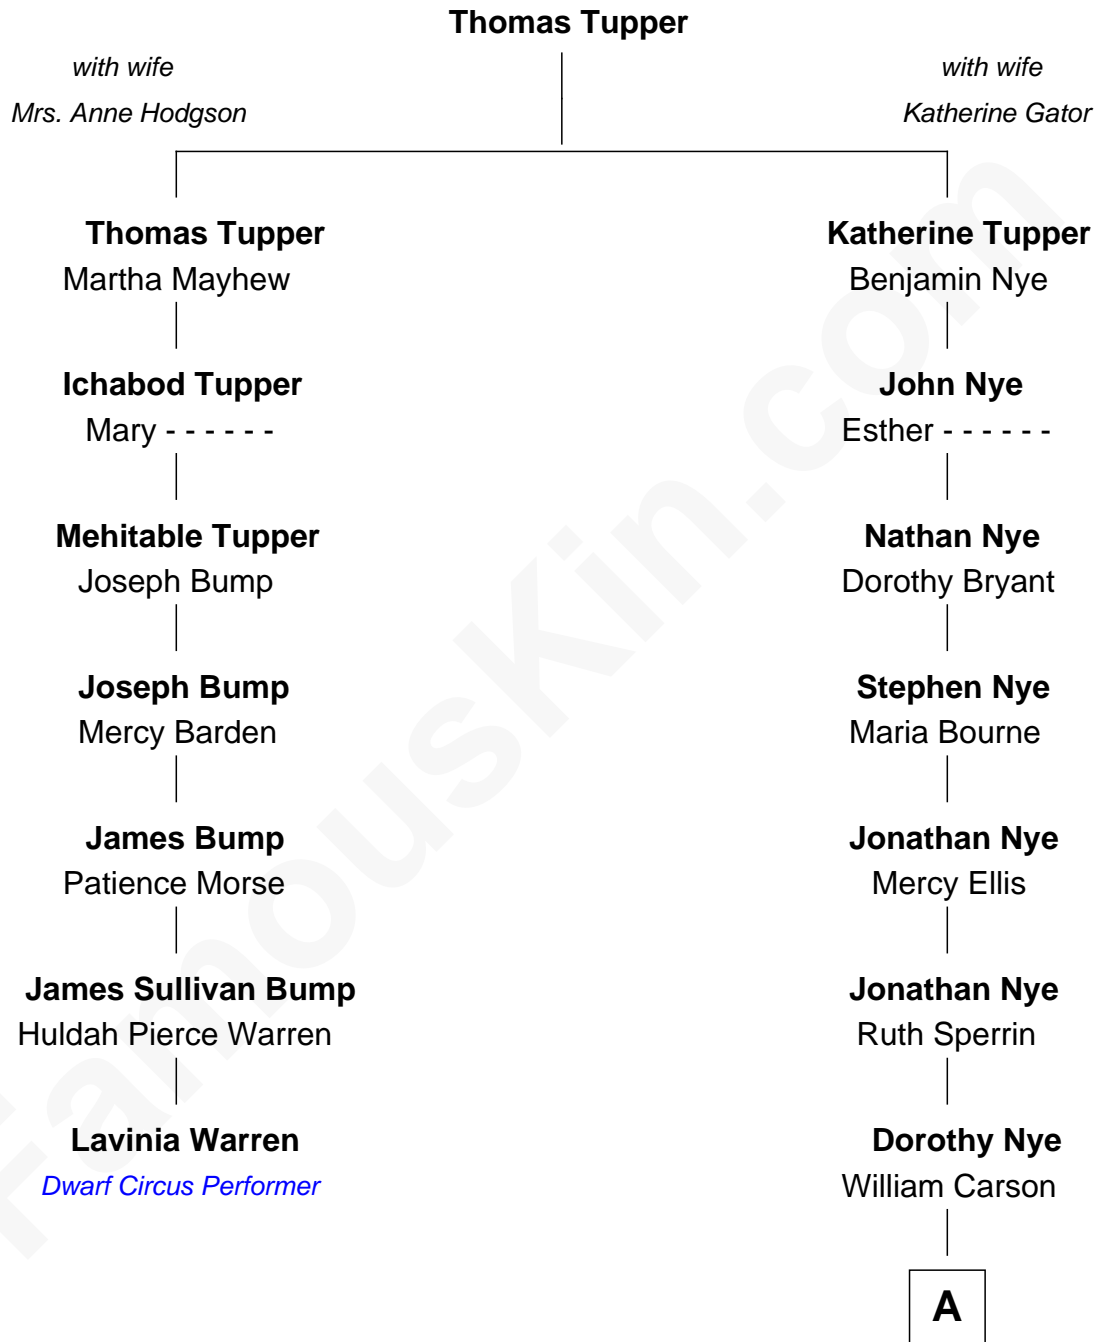 Thomas Tupper
with wife
Mrs. Anne Hodgson
with wife
Katherine Gator
Thomas Tupper
Martha Mayhew
Katherine Tupper
Benjamin Nye
Ichabod Tupper
Mary - - - - - -
John Nye
Esther - - - - - -
Mehitable Tupper
Joseph Bump
Nathan Nye
Dorothy Bryant
Joseph Bump
Mercy Barden
Stephen Nye
Maria Bourne
James Bump
Patience Morse
Jonathan Nye
Mercy Ellis
James Sullivan Bump
Huldah Pierce Warren
Jonathan Nye
Ruth Sperrin
Lavinia Warren
Dwarf Circus Performer
Dorothy Nye
William Carson
A
FamousKin.com